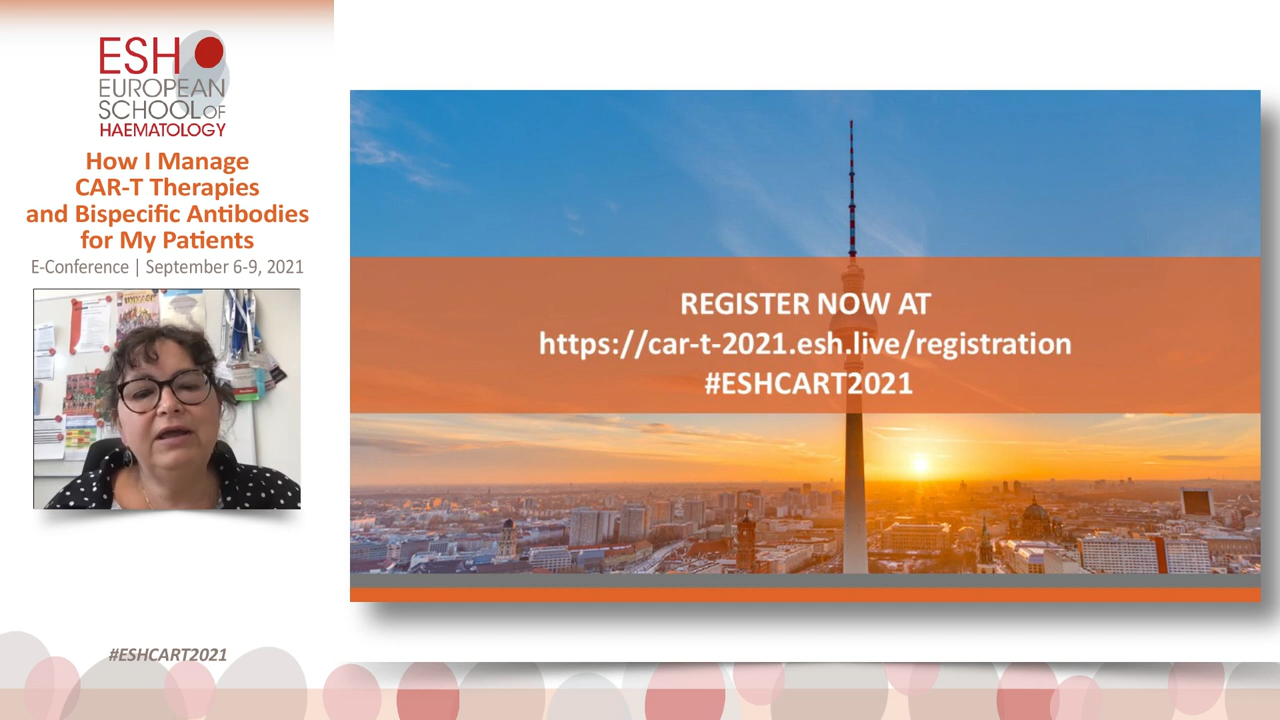 ESH
EUROPEAN
SCHOOL OF
HAEMATOLOGY
How I Manage
CAR-T Therapies
and Bispecific Antibodies
for My Patients
E-Conference | September 6-9, 2021
#ESHCART2021
REGISTER NOW AT
https://car-t-2021.esh.live/registration
#ESHCART2021